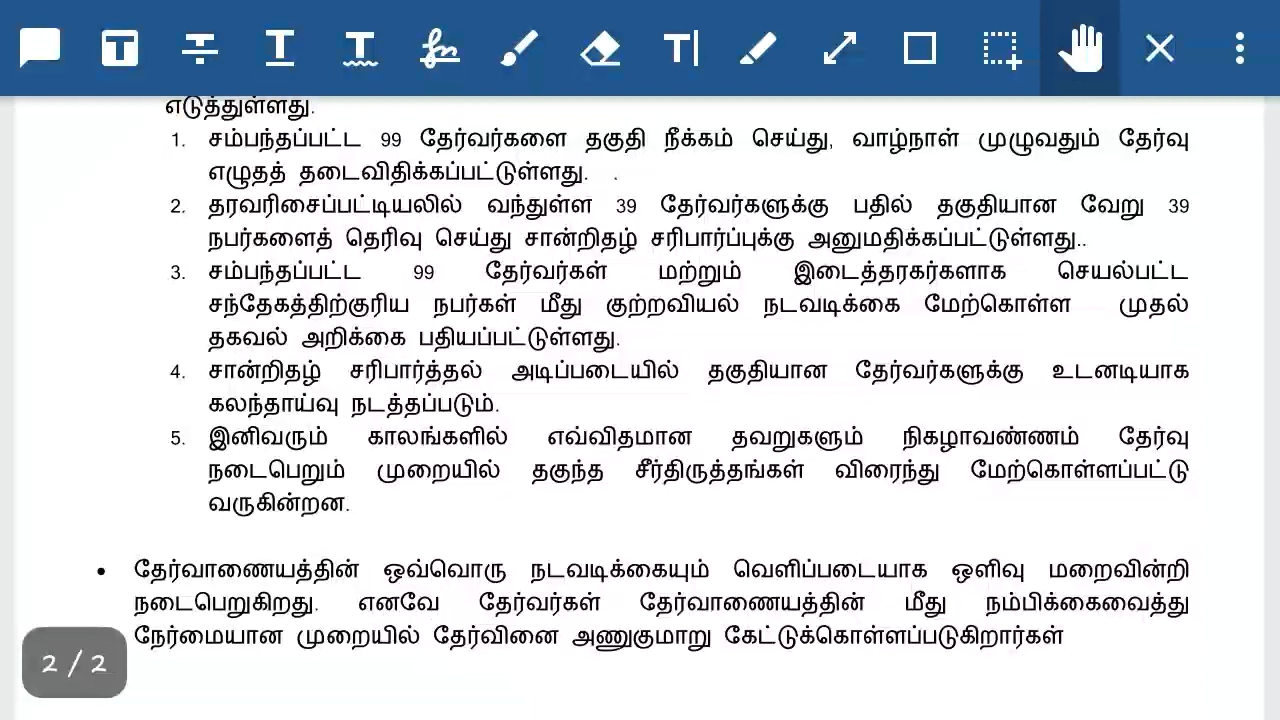 எடுத்துள்ளது.
1. சம்பந்தப்பட்ட 99 தேர்வர்களை தகுதி நீக்கம் செய்து, வாழ்நாள் முழுவதும் தேர்வு
எழுதத் தடைவிதிக்கப்பட்டுள்ளது. .
2. தரவரிசைப்பட்டியலில் வந்துள்ள 39 தேர்வர்களுக்கு பதில் தகுதியான வேறு 39
நபர்களைத் தெரிவு செய்து சான்றிதழ் சரிபார்ப்புக்கு அனுமதிக்கப்பட்டுள்ளது..
3. சம்பந்தப்பட்ட 99 தேர்வர்கள் மற்றும் இடைத்தரகர்களாக செயல்பட்ட
சந்தேகத்திற்குரிய நபர்கள் மீது குற்றவியல் நடவடிக்கை மேற்கொள்ள முதல்
தகவல் அறிக்கை பதியப்பட்டுள்ளது.
4. சான்றிதழ் சரிபார்த்தல் அடிப்படையில் தகுதியான தேர்வர்களுக்கு உடனடியாக
கலந்தாய்வு நடத்தப்படும்.
5. இனிவரும் காலங்களில் எவ்விதமான தவறுகளும் நிகழாவண்ணம் தேர்வு
நடைபெறும் முறையில் தகுந்த சீர்திருத்தங்கள் விரைந்து மேற்கொள்ளப்பட்டு
வருகின்றன.
• தேர்வாணையத்தின் ஒவ்வொரு நடவடிக்கையும் வெளிப்படையாக ஒளிவு மறைவின்றி
நடைபெறுகிறது. எனவே தேர்வர்கள் தேர்வாணையத்தின் மீது நம்பிக்கைவைத்து
நேர்மையான முறையில் தேர்வினை அணுகுமாறு கேட்டுக்கொள்ளப்படுகிறார்கள்
2 / 2